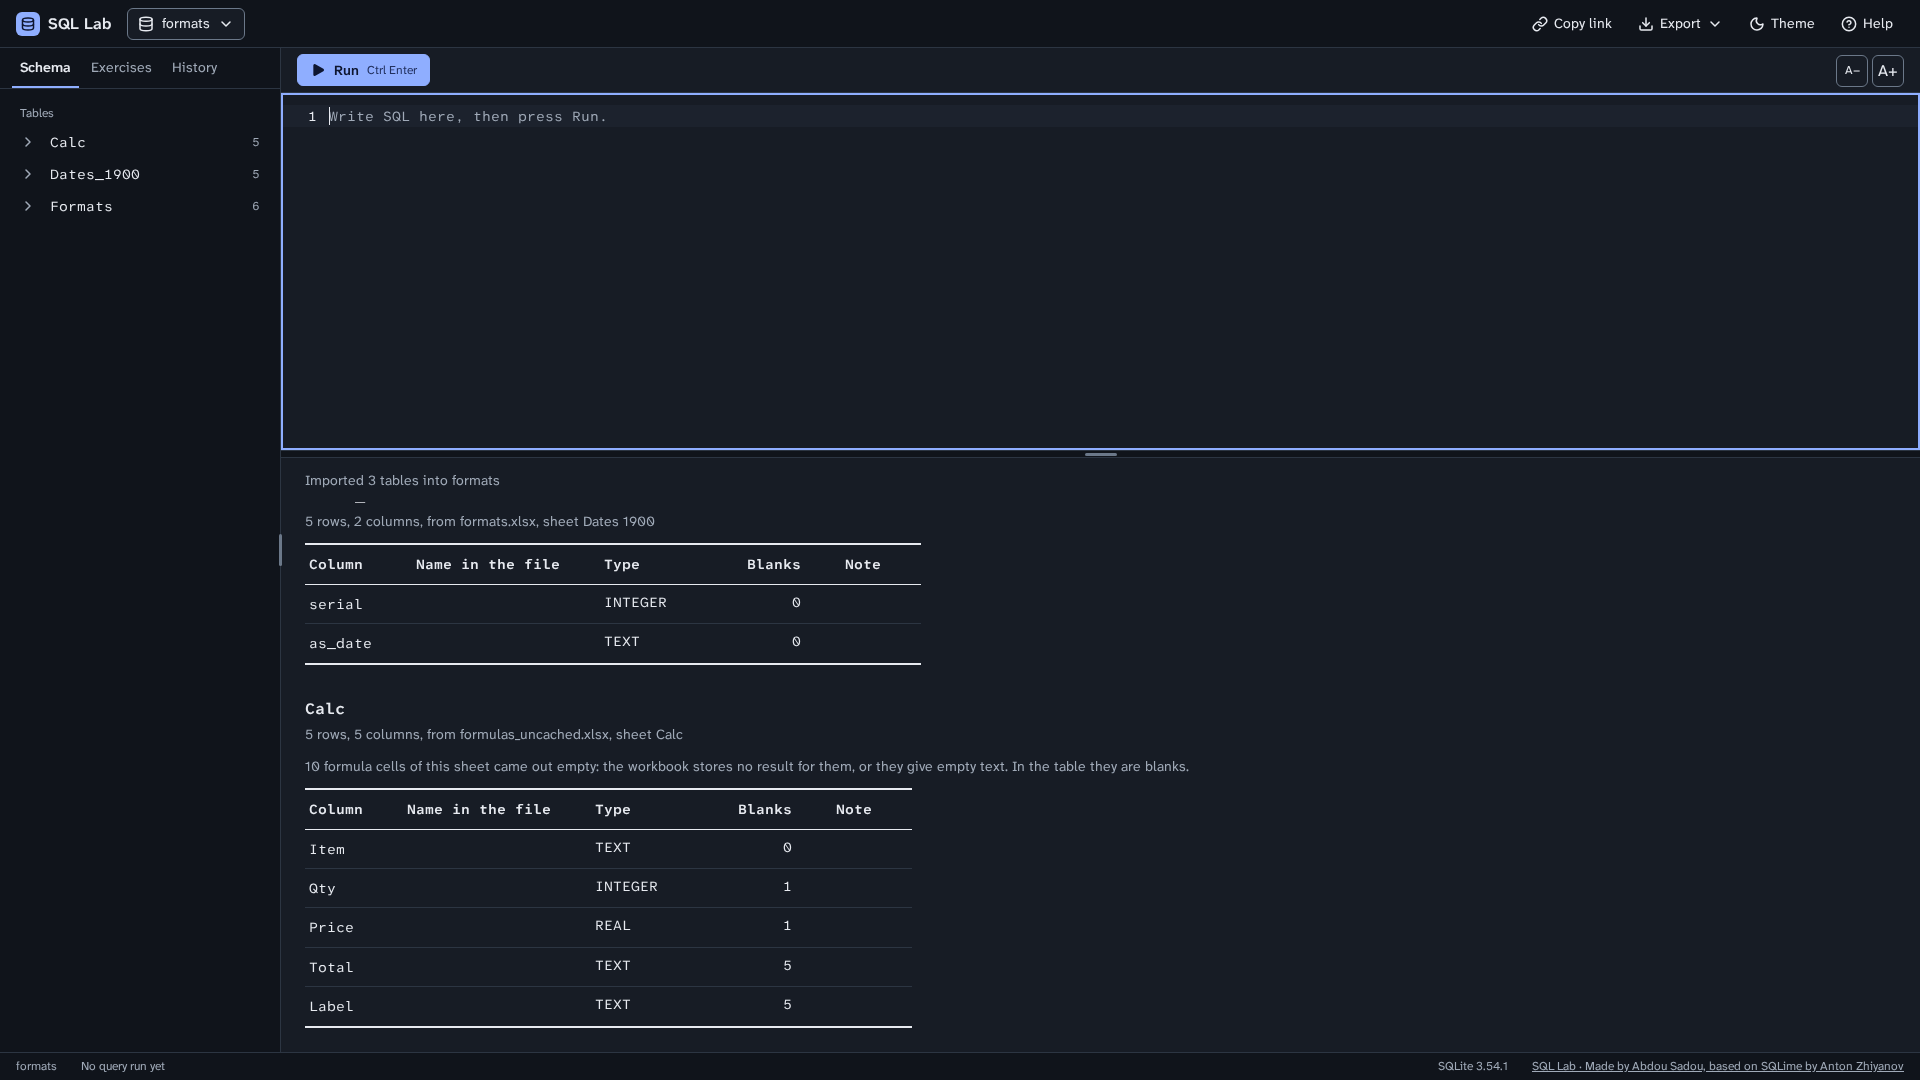 SQL Lab
formats
Copy link
Export
Theme
Help
Schema
Exercises
History
Run Ctrl Enter
A−
A+
Tables
Calc 5
Dates_1900 5
Formats 6
1 Write SQL here, then press Run.
Imported 3 tables into formats
5 rows, 2 columns, from formats.xlsx, sheet Dates 1900
Column Name in the file Type Blanks Note
serial INTEGER 0
as_date TEXT 0
Calc
5 rows, 5 columns, from formulas_uncached.xlsx, sheet Calc
10 formula cells of this sheet came out empty: the workbook stores no result for them, or they give empty text. In the table they are blanks.
Column Name in the file Type Blanks Note
Item TEXT 0
Qty INTEGER 1
Price REAL 1
Total TEXT 5
Label TEXT 5
formats
No query run yet
SQLite 3.54.1
SQL Lab · Made by Abdou Sadou, based on SQLime by Anton Zhiyanov